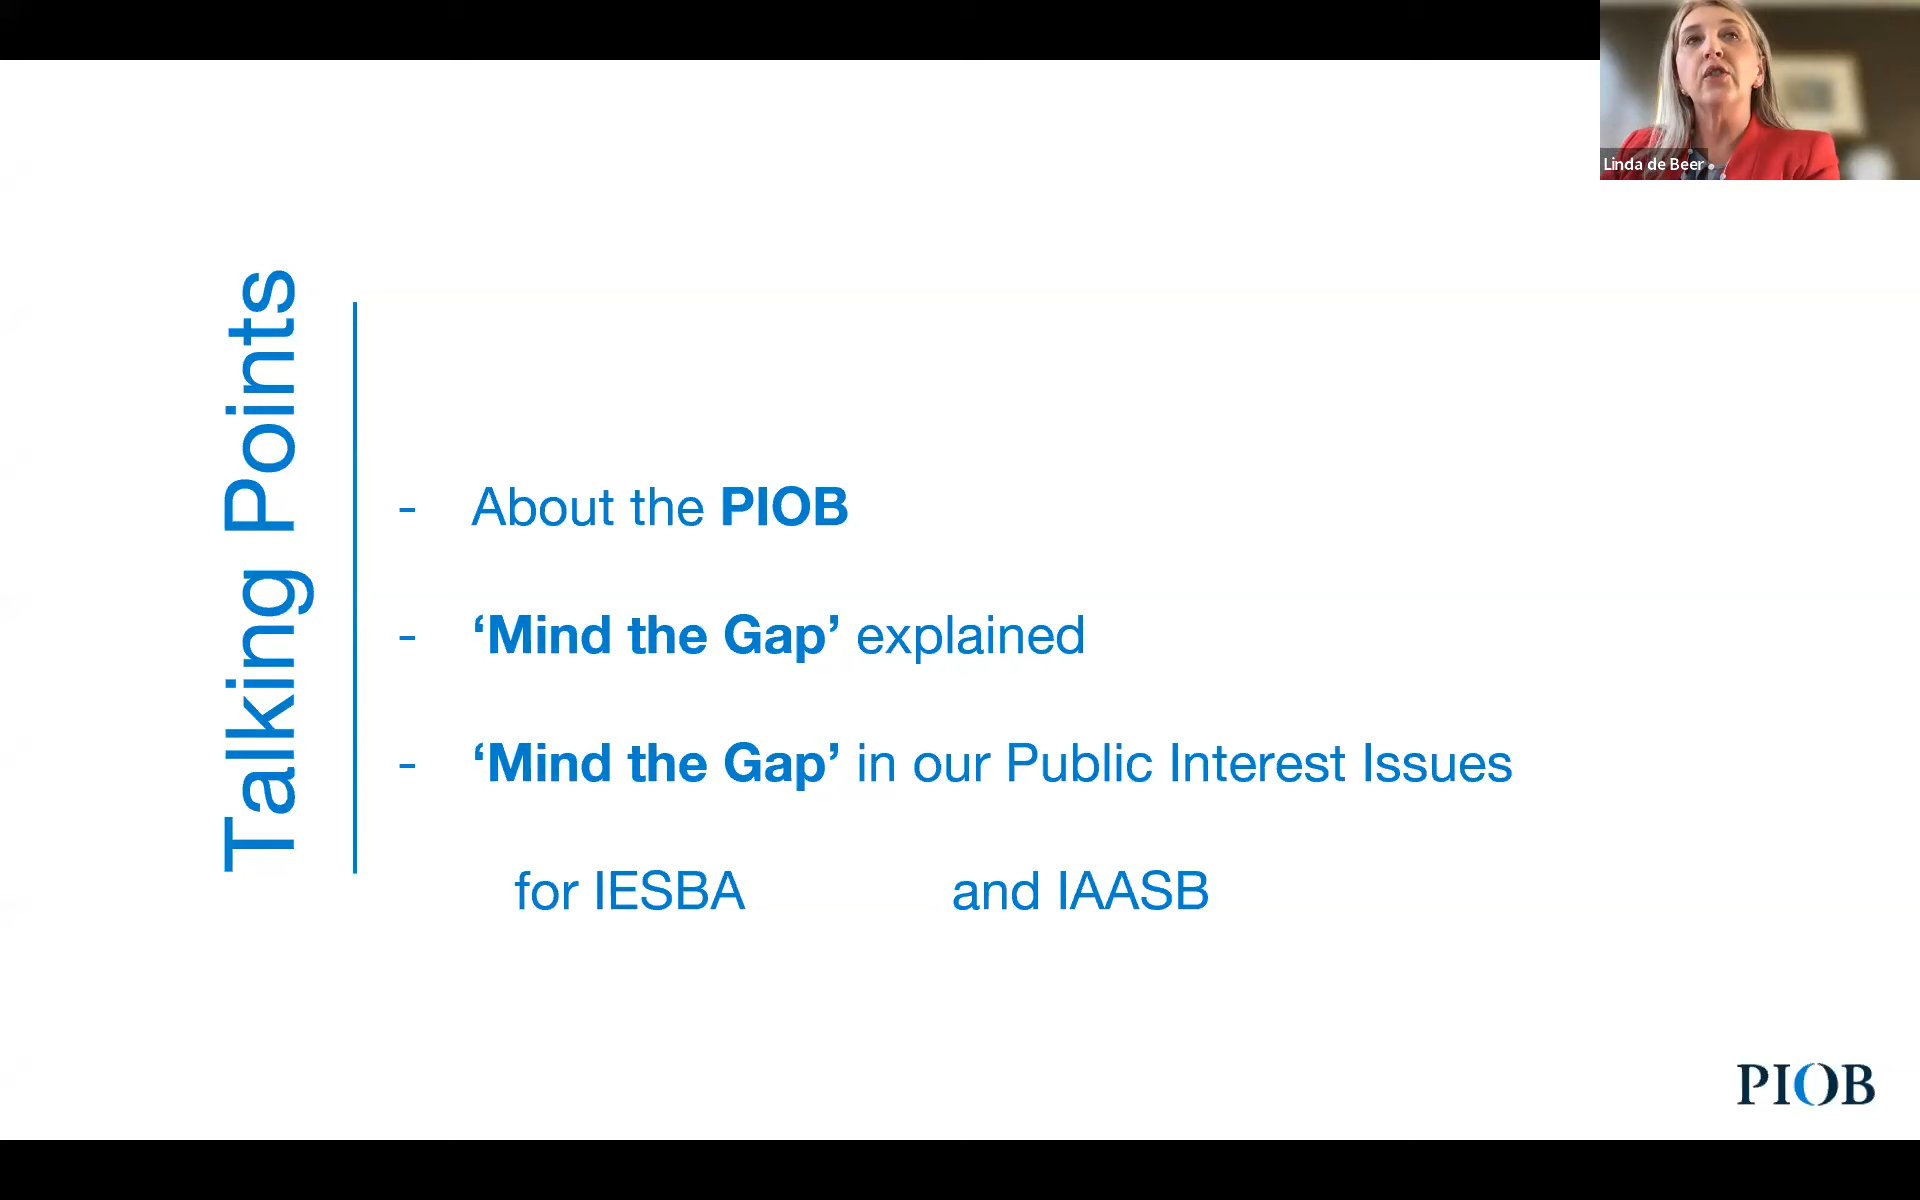 Linda de Beer
Talking Points
- About the PIOB
- ‘Mind the Gap’ explained
- ‘Mind the Gap’ in our Public Interest Issues
for IESBA and IAASB
PIOB